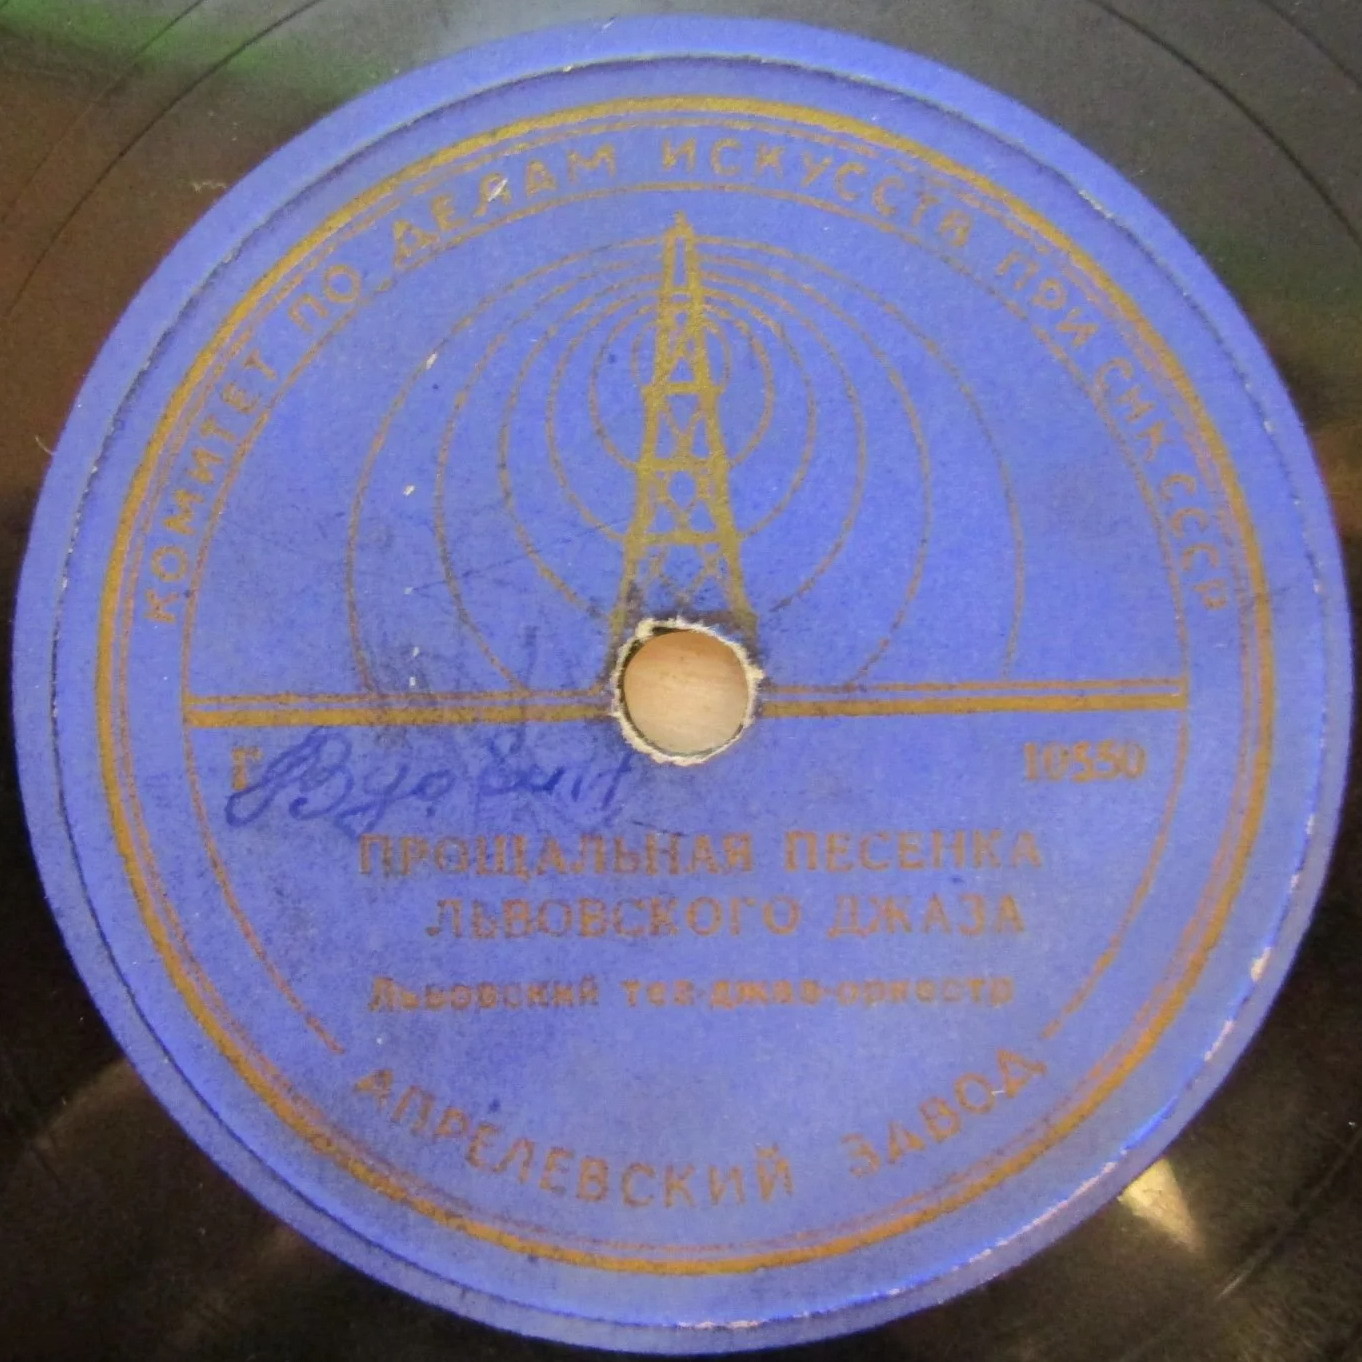 КОМИТЕТ ПО ДЕЛАМ ИСКУССТВ ПРИ СНК СССР
Г 10550
ПРОЩАЛЬНАЯ ПЕСЕНКА
ЛЬВОВСКОГО ДЖАЗА
Львовский теа-джаз-оркестр
АПРЕЛЕВСКИЙ ЗАВОД